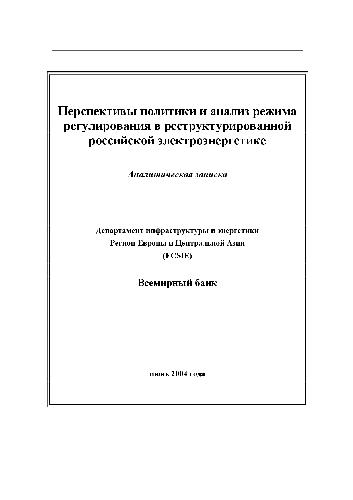 Перспективы политики и анализ режима
регулирования в реструктурированной
российской электроэнергетике
Аналитическая записка
Департамент инфраструктуры и энергетики
Регион Европы и Центральной Азии
(ECSIE)
Всемирный банк
июнь 2004 года